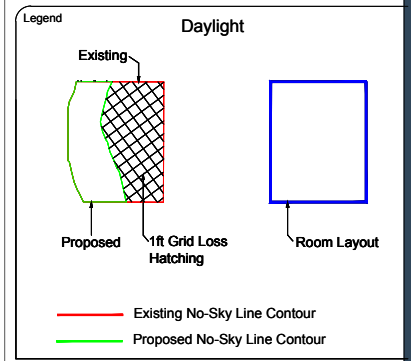 Legend
Daylight
Existing
Proposed
1ft Grid Loss
Hatching
Room Layout
Existing No-Sky Line Contour
Proposed No-Sky Line Contour